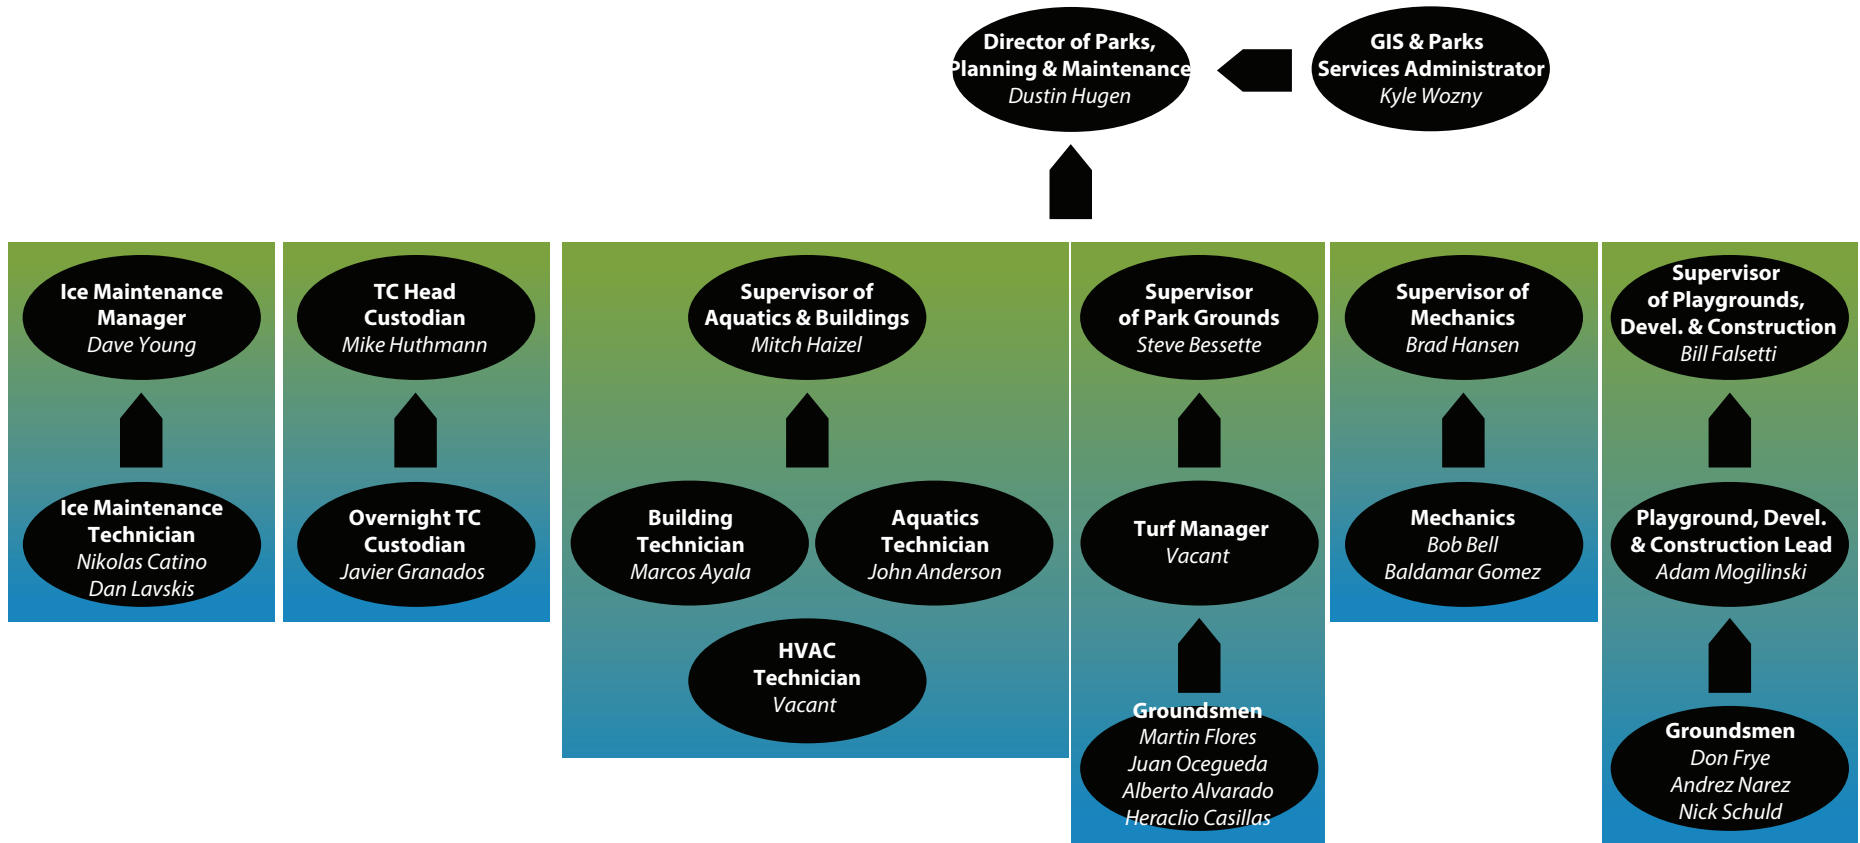 Director of Parks,
Planning & Maintenance
Dustin Hugen
GIS & Parks
Services Administrator
Kyle Wozny
Ice Maintenance
Manager
Dave Young
Ice Maintenance
Technician
Nikolas Catino
Dan Lavskis
TC Head
Custodian
Mike Huthmann
Overnight TC
Custodian
Javier Granados
Supervisor of
Aquatics & Buildings
Mitch Haizel
Building
Technician
Marcos Ayala
Aquatics
Technician
John Anderson
HVAC
Technician
Vacant
Supervisor
of Park Grounds
Steve Bessette
Turf Manager
Vacant
Groundsmen
Martin Flores
Juan Ocegueda
Alberto Alvarado
Heraclio Casillas
Supervisor of
Mechanics
Brad Hansen
Mechanics
Bob Bell
Baldamar Gomez
Supervisor
of Playgrounds,
Devel. & Construction
Bill Falsetti
Playground, Devel.
& Construction Lead
Adam Mogilinski
Groundsmen
Don Frye
Andrez Narez
Nick Schuld